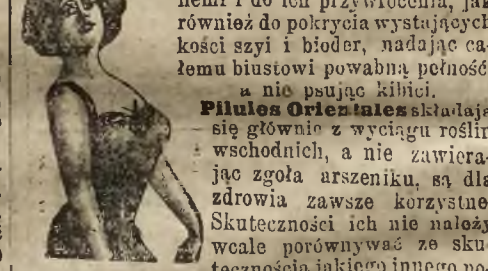 nemi i do ich przywrócenia, jak
również do pokrycia wystających
kości szyi i bioder, nadając ca-
łemu biustowi powabną pełność
a nie psując kibici.
Pilules Orientales składają
się głównie z wyciągu roślin
wschodnich, a nie zawiera-
jąc zgoła arszeniku, są dla
zdrowia zawsze korzystne.
Skuteczności ich nie należy
wcale porównywać ze sku-
tecznością jakiego innego po-